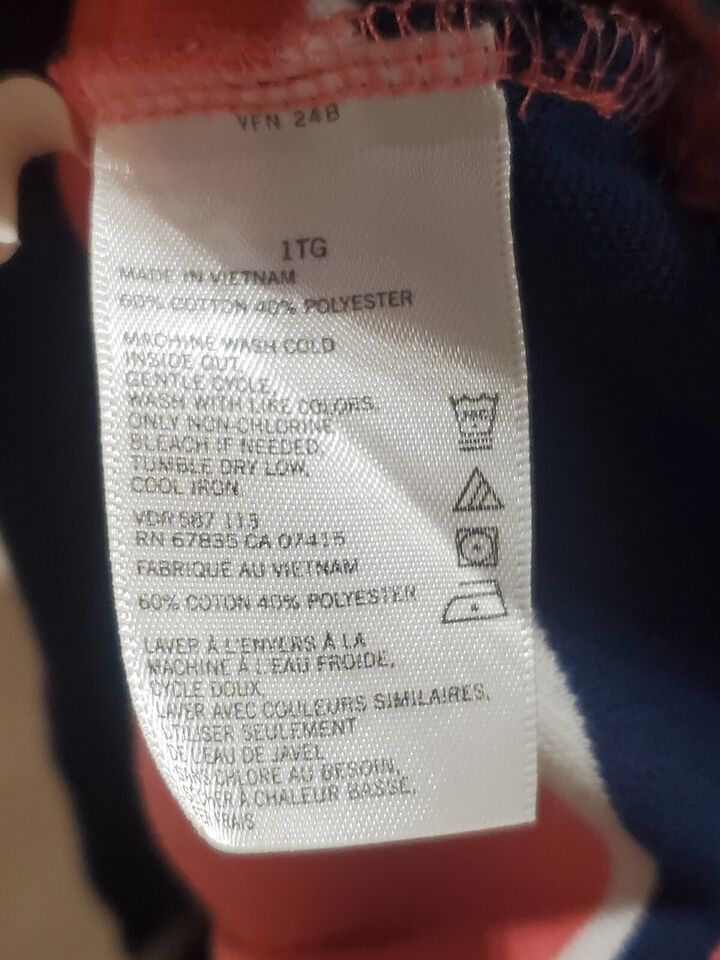 VFN 24B
1TG
MADE IN VIETNAM
60% COTTON 40% POLYESTER
MACHINE WASH COLD
INSIDE OUT,
GENTLE CYCLE,
WASH WITH LIKE COLORS.
ONLY NON-CHLORINE
BLEACH IF NEEDED.
TUMBLE DRY LOW.
COOL IRON
VDR 587 113
RN 67835 CA 07415
FABRIQUÉ AU VIETNAM
60% COTON 40% POLYESTER
LAVER À L'ENVERS À LA
MACHINE À L'EAU FROIDE,
CYCLE DOUX
LAVER AVEC COULEURS SIMILAIRES.
UTILISER SEULEMENT
DE L'EAU DE JAVEL
SANS CHLORE AU BESOIN.
SÉCHER À CHALEUR BASSE.
FRAIS